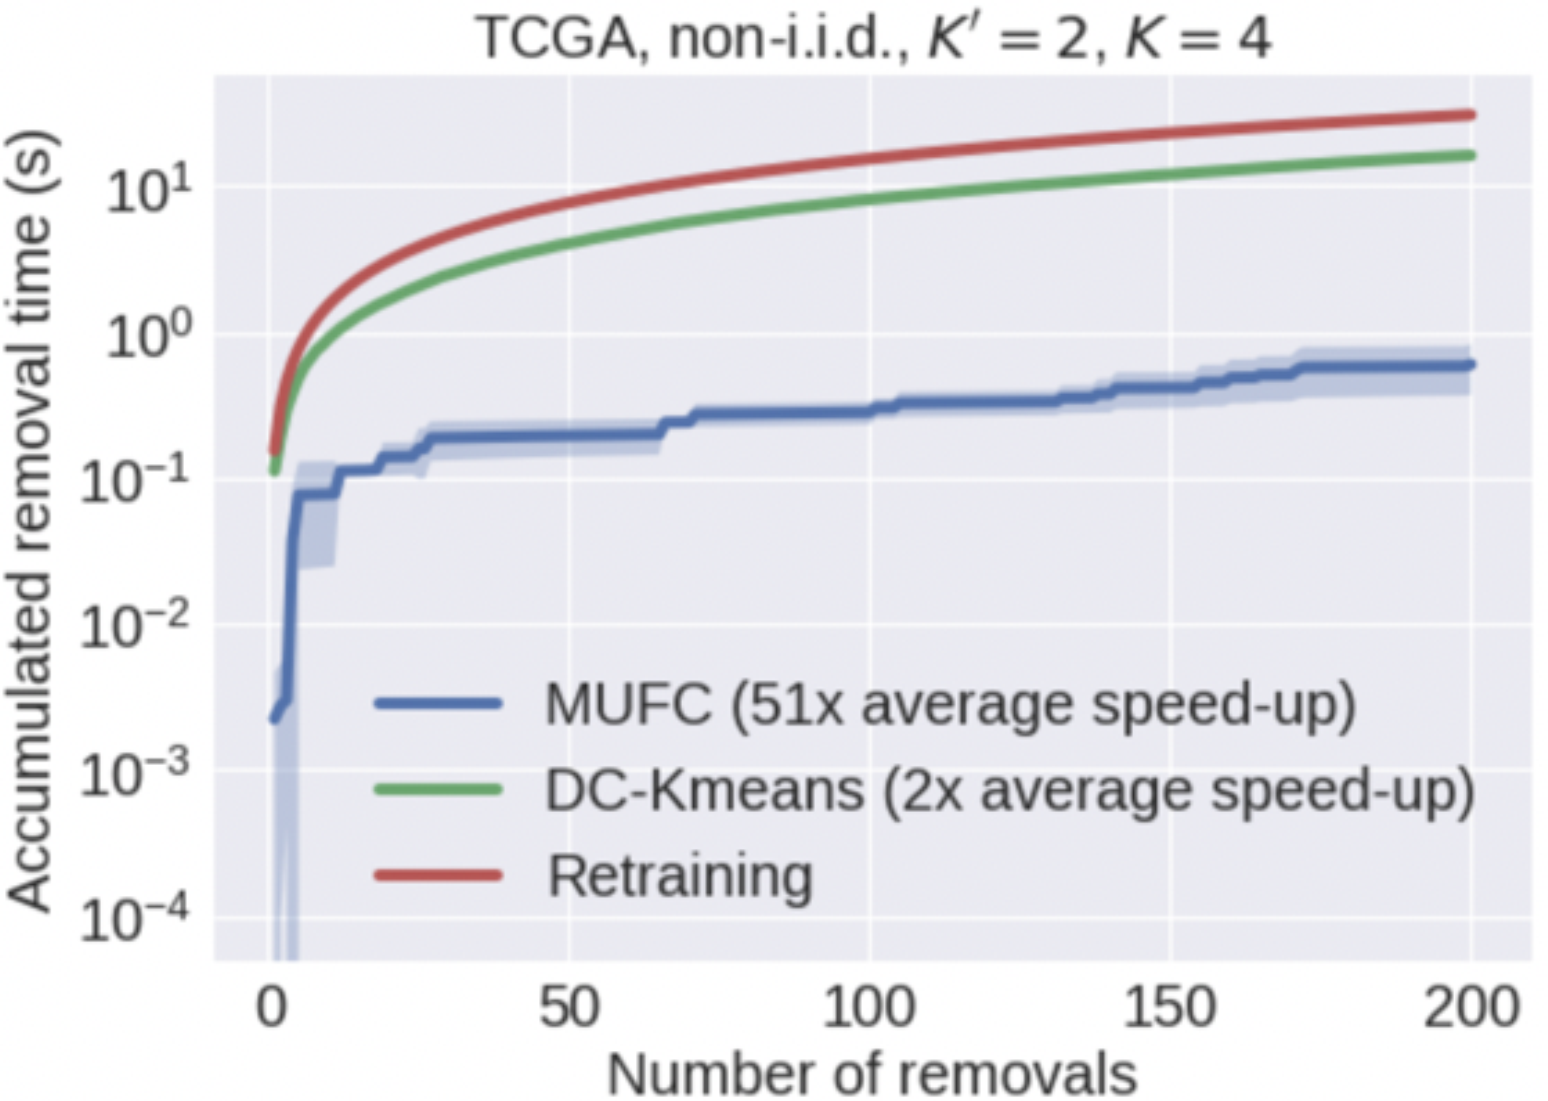 TCGA, non-i.i.d., K′ = 2, K = 4
Accumulated removal time (s)
10¹
10⁰
10⁻¹
10⁻²
10⁻³
10⁻⁴
MUFC (51x average speed-up)
DC-Kmeans (2x average speed-up)
Retraining
0 50 100 150 200
Number of removals